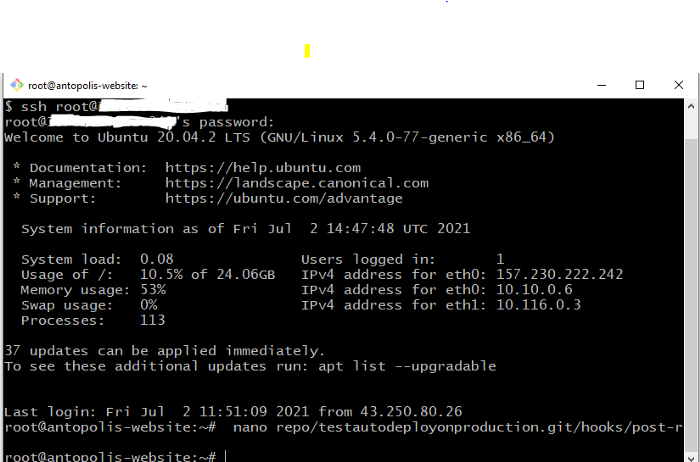 root@antopolis-website: ~
$ ssh root@
root@ 's password:
Welcome to Ubuntu 20.04.2 LTS (GNU/Linux 5.4.0-77-generic x86_64)
* Documentation: https://help.ubuntu.com
* Management: https://landscape.canonical.com
* Support: https://ubuntu.com/advantage
System information as of Fri Jul 2 14:47:48 UTC 2021
System load: 0.08 Users logged in: 1
Usage of /: 10.5% of 24.06GB IPv4 address for eth0: 157.230.222.242
Memory usage: 53% IPv4 address for eth0: 10.10.0.6
Swap usage: 0% IPv4 address for eth1: 10.116.0.3
Processes: 113
37 updates can be applied immediately.
To see these additional updates run: apt list --upgradable
Last login: Fri Jul 2 11:51:09 2021 from 43.250.80.26
root@antopolis-website:~# nano repo/testautodeployonproduction.git/hooks/post-r
root@antopolis-website:~#